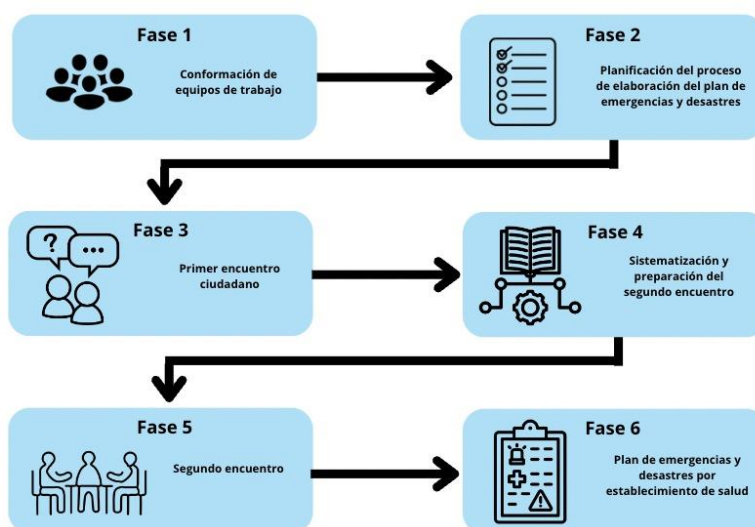 Fase 1
Conformación de
equipos de trabajo
Fase 2
Planificación del proceso
de elaboración del plan de
emergencias y desastres
Fase 3
?
...
Primer encuentro
ciudadano
Fase 4
Sistematización y
preparación del
segundo encuentro
Fase 5
Segundo encuentro
Fase 6
Plan de emergencias y
desastres por
establecimiento de salud